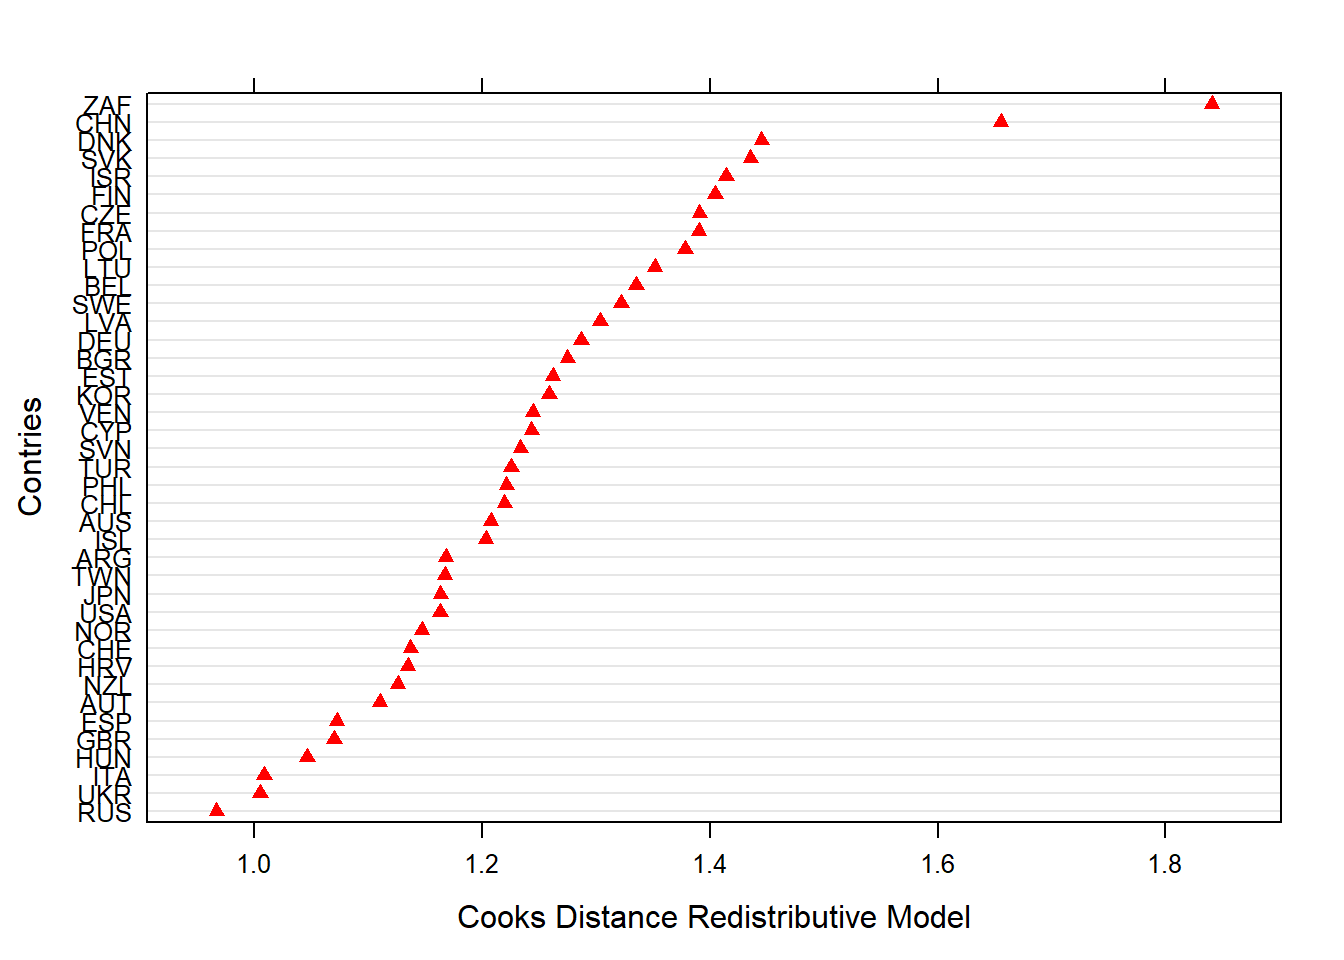 ZAF
CHN
DNK
SVK
ISR
FIN
CZE
FRA
POL
LTU
BEL
SWE
LVA
DEU
BGR
EST
KOR
VEN
CYP
SVN
TUR
PHL
CHL
AUS
ISL
ARG
TWN
JPN
USA
NOR
CHE
HRV
NZL
AUT
ESP
GBR
HUN
ITA
UKR
RUS
Contries
1.0 1.2 1.4 1.6 1.8
Cooks Distance Redistributive Model